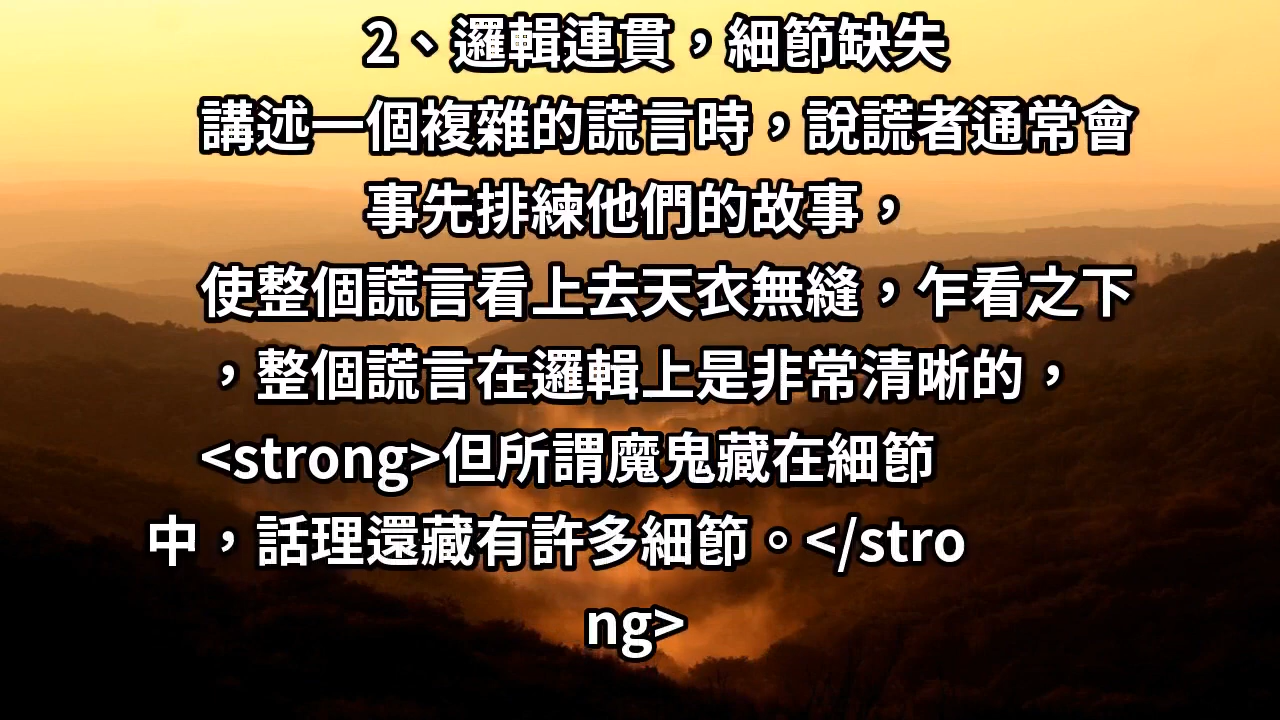 2、邏輯連貫，細節缺失
講述一個複雜的謊言時，說謊者通常會
事先排練他們的故事，
使整個謊言看上去天衣無縫，乍看之下
，整個謊言在邏輯上是非常清晰的，
<strong>但所謂魔鬼藏在細節
中，話理還藏有許多細節。</stro
ng>